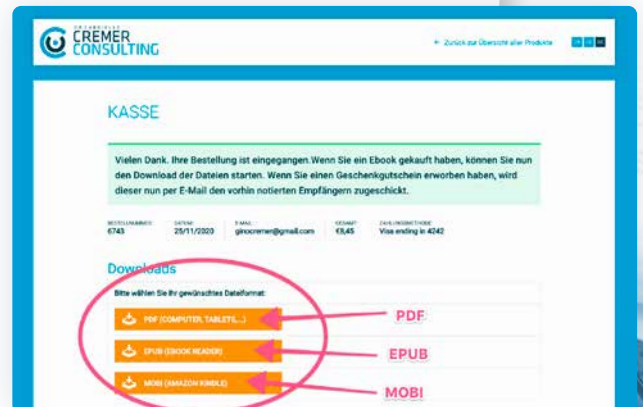 CREMER
CONSULTING
← Zurück zur Übersicht aller Produkte
KASSE
Vielen Dank. Ihre Bestellung ist eingegangen.Wenn Sie ein Ebook gekauft haben, können Sie nun
den Download der Dateien starten. Wenn Sie einen Geschenkgutschein erworben haben, wird
dieser nun per E-Mail den vorhin notierten Empfängern zugeschickt.
BESTELLNUMMER: DATUM: E-MAIL: GESAMT: ZAHLUNGSMETHODE:
6743 25/11/2020 ginocremer@gmail.com €8,45 Visa ending in 4242
Downloads
Bitte wählen Sie Ihr gewünschtes Dateiformat:
PDF (COMPUTER, TABLETS,...) PDF
EPUB (EBOOK READER) EPUB
MOBI (AMAZON KINDLE) MOBI